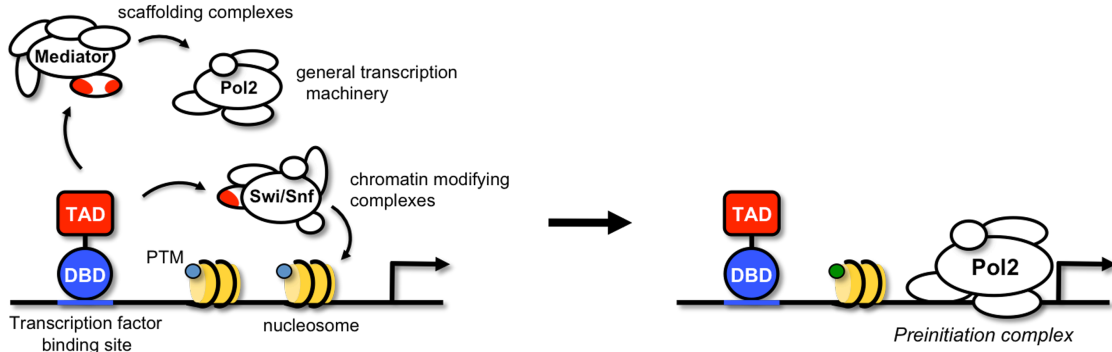 scaffolding complexes
Mediator
Pol2
general transcription
machinery
Swi/Snf
chromatin modifying
complexes
TAD
DBD
PTM
Transcription factor
binding site
nucleosome
TAD
DBD
Pol2
Preinitiation complex